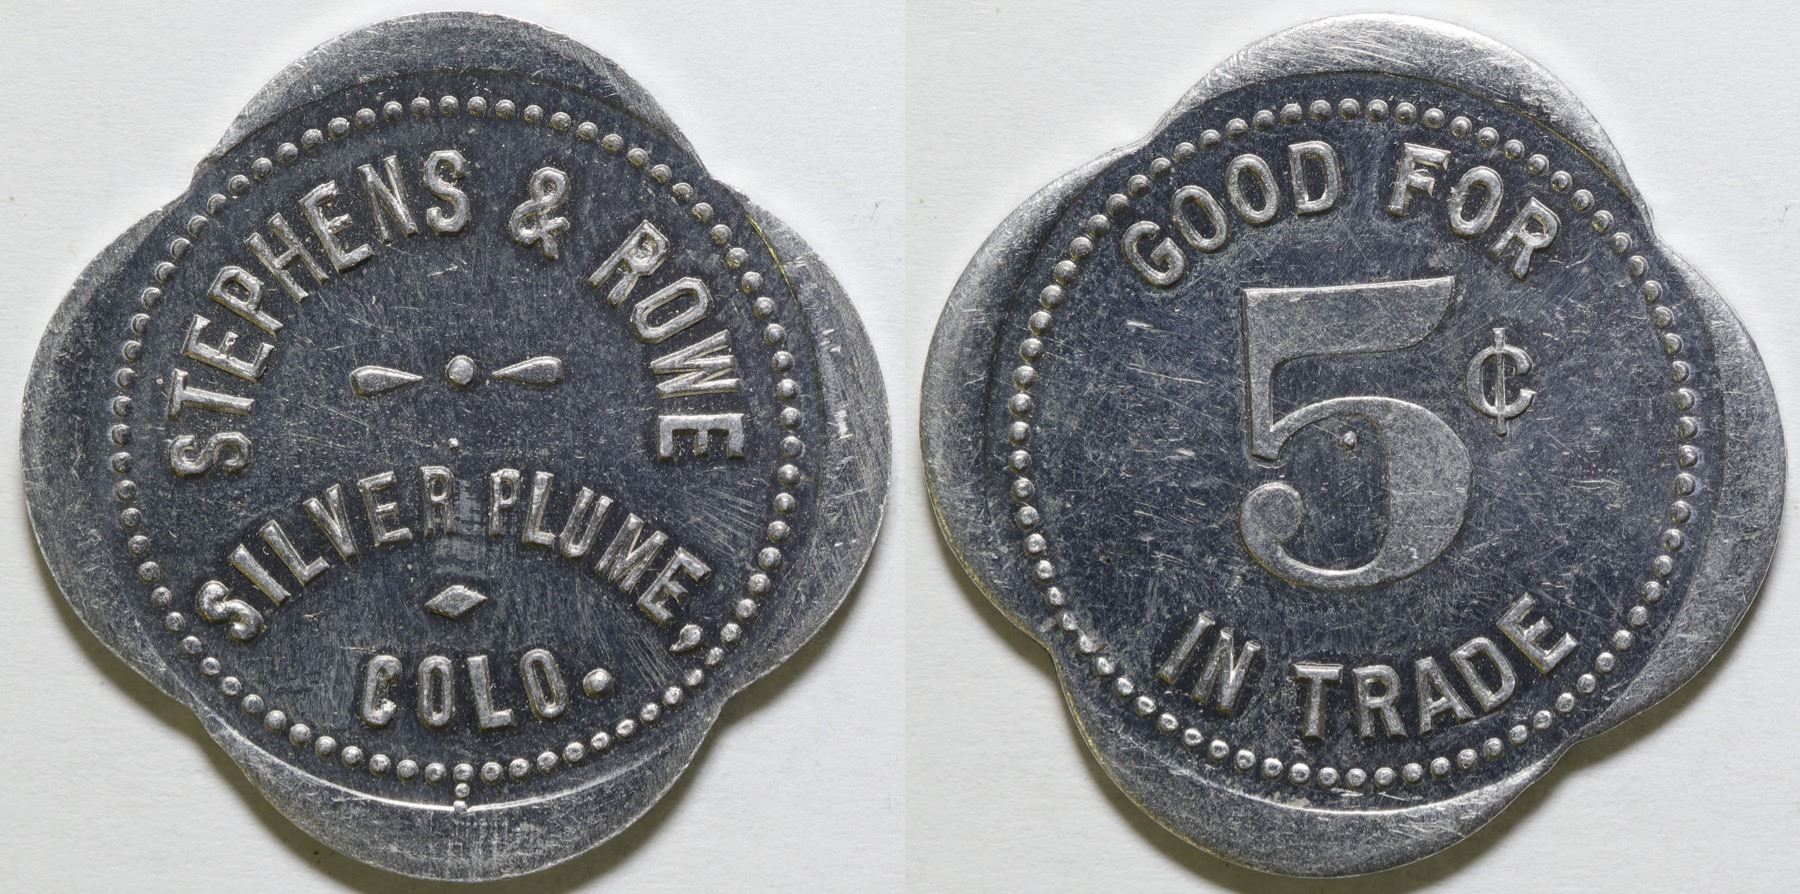 STEPHENS & ROWE
SILVER PLUME,
COLO.
GOOD FOR
5¢
IN TRADE